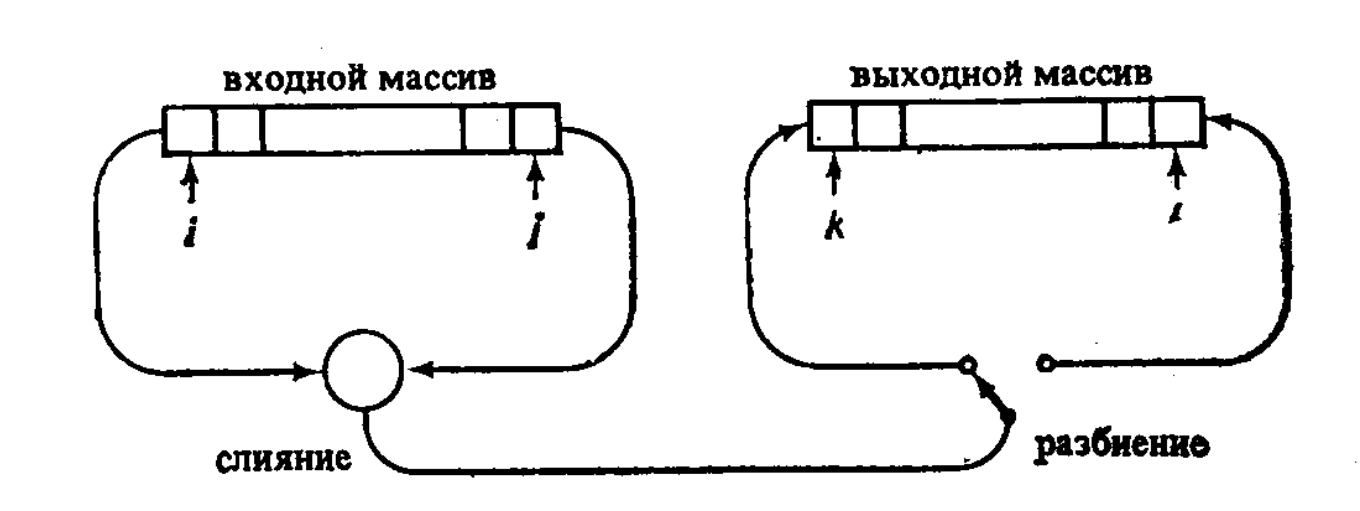 входной массив
выходной массив
i
j
k
слияние
разбиение